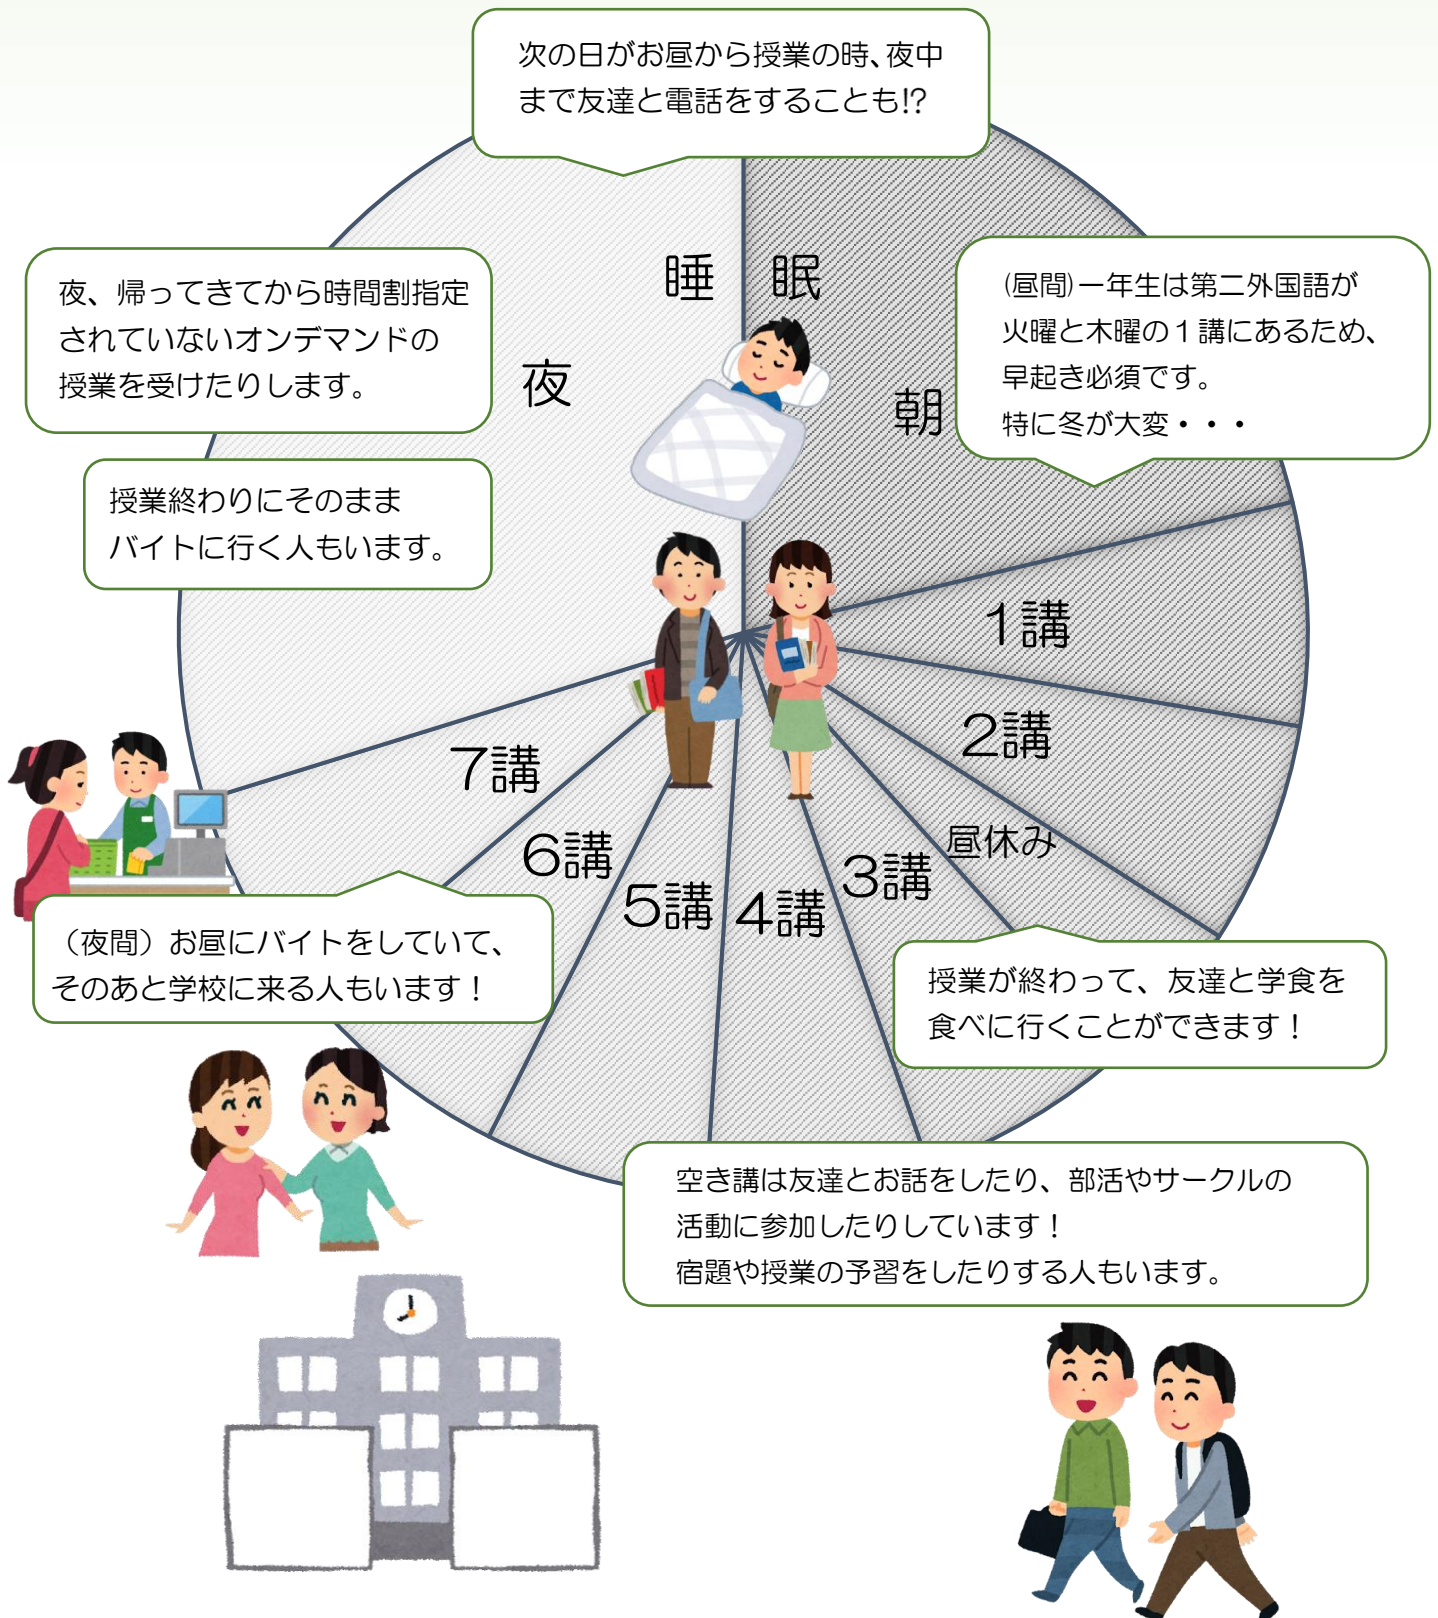 次の日がお昼から授業の時、夜中
まで友達と電話をすることも!?
睡 眠
夜、帰ってきてから時間割指定
されていないオンデマンドの
授業を受けたりします。
(昼間)一年生は第二外国語が
火曜と木曜の1講にあるため、
早起き必須です。
特に冬が大変・・・
夜
朝
授業終わりにそのまま
バイトに行く人もいます。
1講
2講
昼休み
3講
4講
5講
6講
7講
（夜間）お昼にバイトをしていて、
そのあと学校に来る人もいます！
授業が終わって、友達と学食を
食べに行くことができます！
空き講は友達とお話をしたり、部活やサークルの
活動に参加したりしています！
宿題や授業の予習をしたりする人もいます。